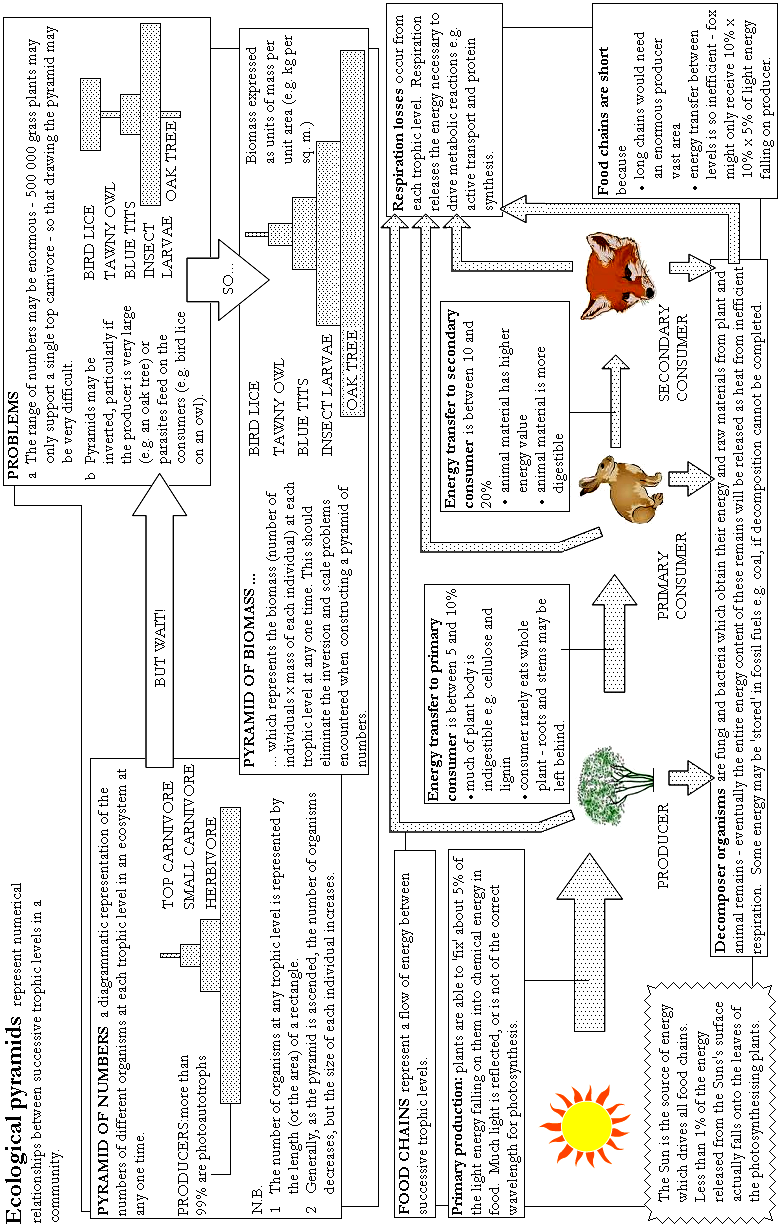 Ecological pyramids represent numerical
relationships between successive trophic levels in a
community.
PYRAMID OF NUMBERS a diagrammatic representation of the
numbers of different organisms at each trophic level in an ecosystem at
any one time.
TOP CARNIVORE
SMALL CARNIVORE
HERBIVORE
PRODUCERS:more than
99% are photoautotrophs
N.B.
1 The number of organisms at any trophic level is represented by
the length (or the area) of a rectangle.
2 Generally, as the pyramid is ascended, the number of organisms
decreases, but the size of each individual increases.
BUT WAIT!
PROBLEMS
a The range of numbers may be enormous - 500 000 grass plants may
only support a single top carnivore - so that drawing the pyramid may
be very difficult.
b Pyramids may be
inverted, particularly if
the producer is very large
(e.g. an oak tree) or
parasites feed on the
consumers (e.g. bird lice
on an owl).
BIRD LICE
TAWNY OWL
BLUE TITS
INSECT
LARVAE
OAK TREE
SO...
PYRAMID OF BIOMASS ...
... which represents the biomass (number of
individuals x mass of each individual) at each
trophic level at any one time. This should
eliminate the inversion and scale problems
encountered when constructing a pyramid of
numbers.
BIRD LICE
TAWNY OWL
BLUE TITS
INSECT LARVAE
OAK TREE
Biomass expressed
as units of mass per
unit area (e.g. kg per
sq. m.)
FOOD CHAINS represent a flow of energy between
successive trophic levels.
Primary production: plants are able to 'fix' about 5% of
the light energy falling on them into chemical energy in
food. Much light is reflected, or is not of the correct
wavelength for photosynthesis.
Energy transfer to primary
consumer is between 5 and 10%
• much of plant body is
indigestible e.g. cellulose and
lignin
• consumer rarely eats whole
plant - roots and stems may be
left behind.
Energy transfer to secondary
consumer is between 10 and
20%
• animal material has higher
energy value
• animal material is more
digestible
Respiration losses occur from
each trophic level. Respiration
releases the energy necessary to
drive metabolic reactions e.g.
active transport and protein
synthesis.
Food chains are short
because
• long chains would need
an enormous producer
vast area
• energy transfer between
levels is so inefficient - fox
might only receive 10% x
10% x 5% of light energy
falling on producer.
PRODUCER
PRIMARY
CONSUMER
SECONDARY
CONSUMER
The Sun is the source of energy
which drives all food chains.
Less than 1% of the energy
released from the Suns's surface
actually falls onto the leaves of
the photosynthesising plants.
Decomposer organisms are fungi and bacteria which obtain their energy and raw materials from plant and
animal remains - eventually the entire energy content of these remains will be released as heat from inefficient
respiration. Some energy may be 'stored' in fossil fuels e.g. coal, if decomposition cannot be completed.